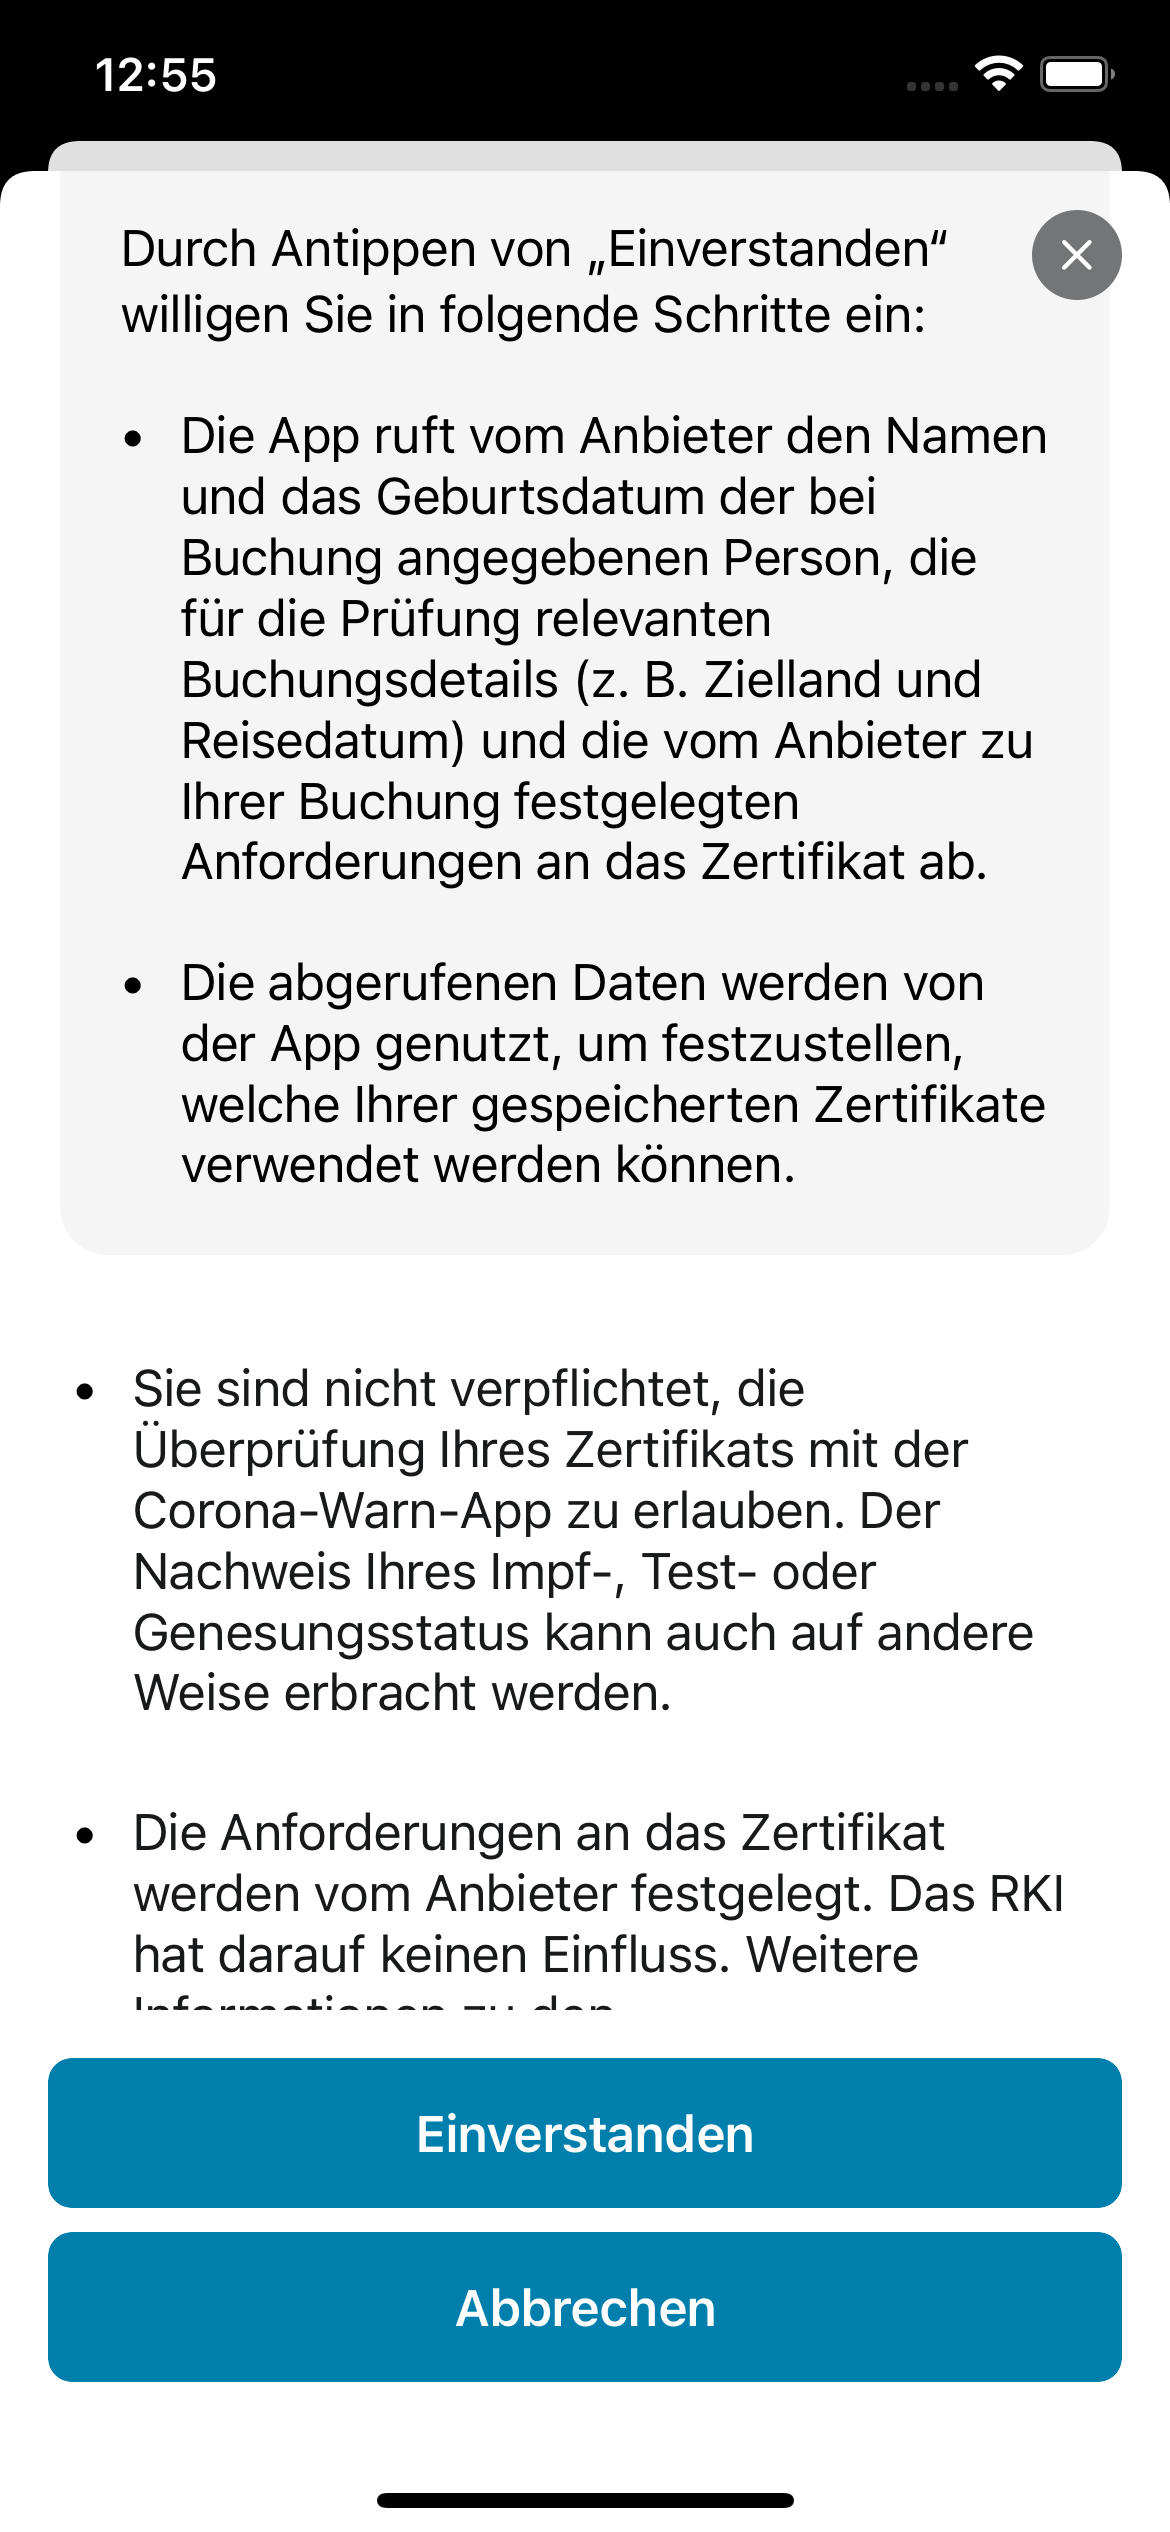 12:55
Durch Antippen von „Einverstanden“
willigen Sie in folgende Schritte ein:
• Die App ruft vom Anbieter den Namen
und das Geburtsdatum der bei
Buchung angegebenen Person, die
für die Prüfung relevanten
Buchungsdetails (z. B. Zielland und
Reisedatum) und die vom Anbieter zu
Ihrer Buchung festgelegten
Anforderungen an das Zertifikat ab.
• Die abgerufenen Daten werden von
der App genutzt, um festzustellen,
welche Ihrer gespeicherten Zertifikate
verwendet werden können.
• Sie sind nicht verpflichtet, die
Überprüfung Ihres Zertifikats mit der
Corona-Warn-App zu erlauben. Der
Nachweis Ihres Impf-, Test- oder
Genesungsstatus kann auch auf andere
Weise erbracht werden.
• Die Anforderungen an das Zertifikat
werden vom Anbieter festgelegt. Das RKI
hat darauf keinen Einfluss. Weitere
Informationen zu den
Einverstanden
Abbrechen